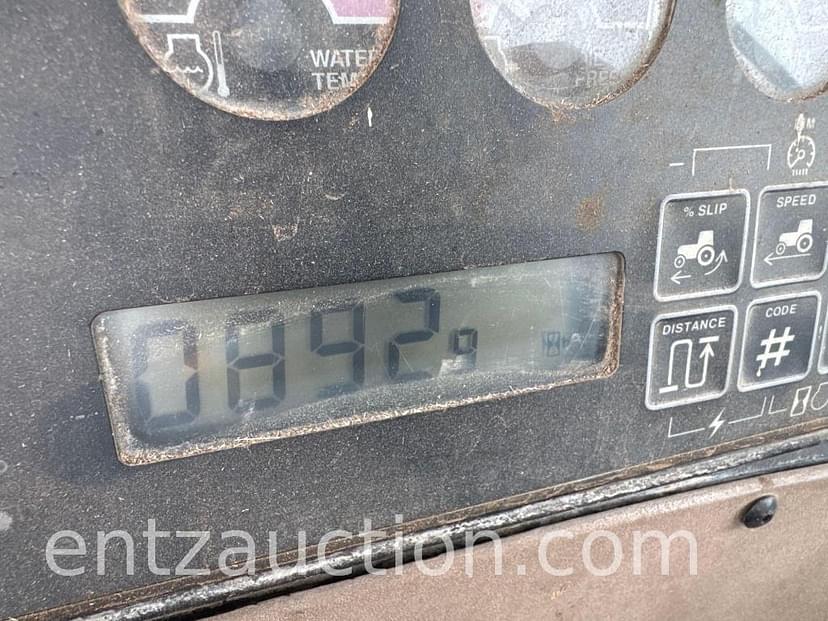 WATER
TEM
% SLIP
SPEED
0892
DISTANCE
CODE
#
entzauction.com